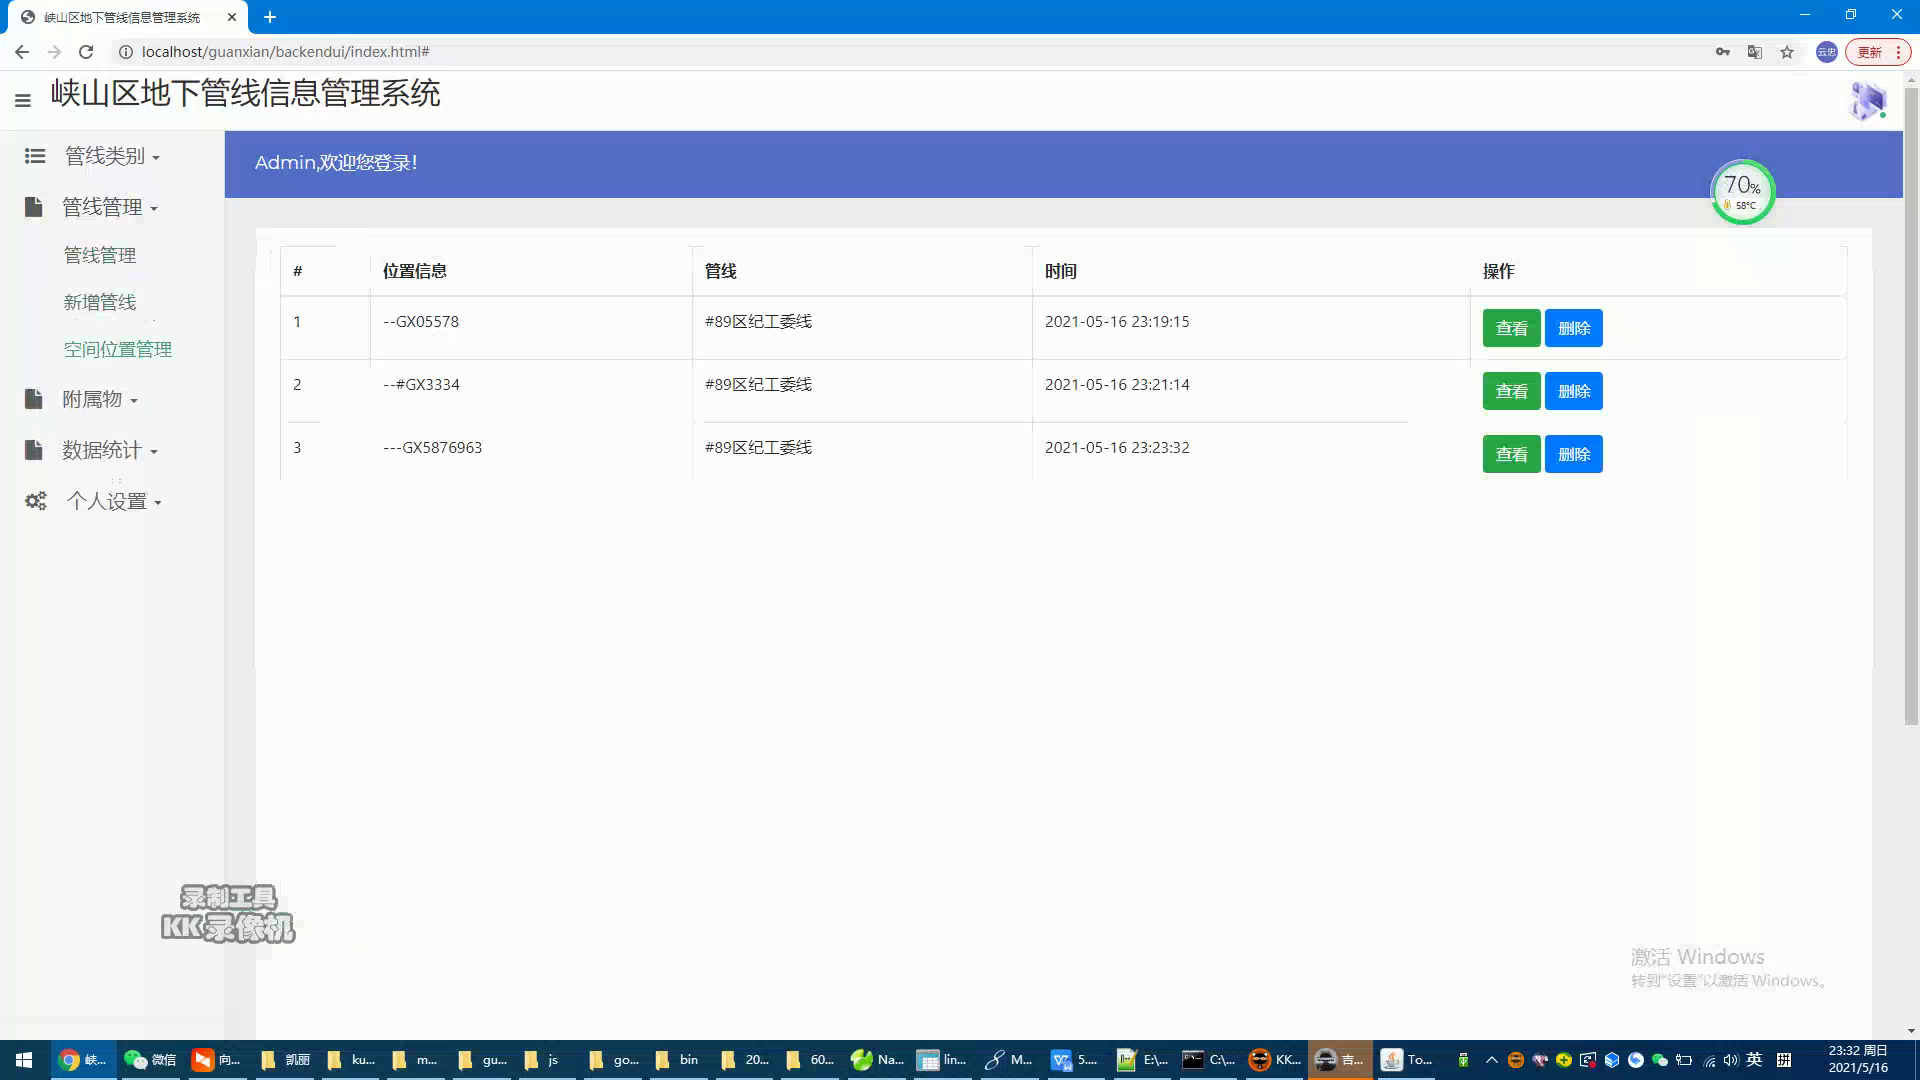 峡山区地下管线信息管理系统
localhost/guanxian/backendui/index.html#
云忠
更新
峡山区地下管线信息管理系统
管线类别
管线管理
管线管理
新增管线
空间位置管理
附属物
数据统计
个人设置
Admin,欢迎您登录!
70%
58°C
# 位置信息 管线 时间 操作
1 --GX05578 #89区纪工委线 2021-05-16 23:19:15 查看 删除
2 --#GX3334 #89区纪工委线 2021-05-16 23:21:14 查看 删除
3 ---GX5876963 #89区纪工委线 2021-05-16 23:23:32 查看 删除
录制工具
KK录像机
激活 Windows
转到"设置"以激活 Windows。
峡... 微信 向... 凯丽 ku... m... gu... js go... bin 20... 60... Na... lin... M... 5.... E:\... C:\... KK... 吉... To... 英 拼
23:32 周日
2021/5/16